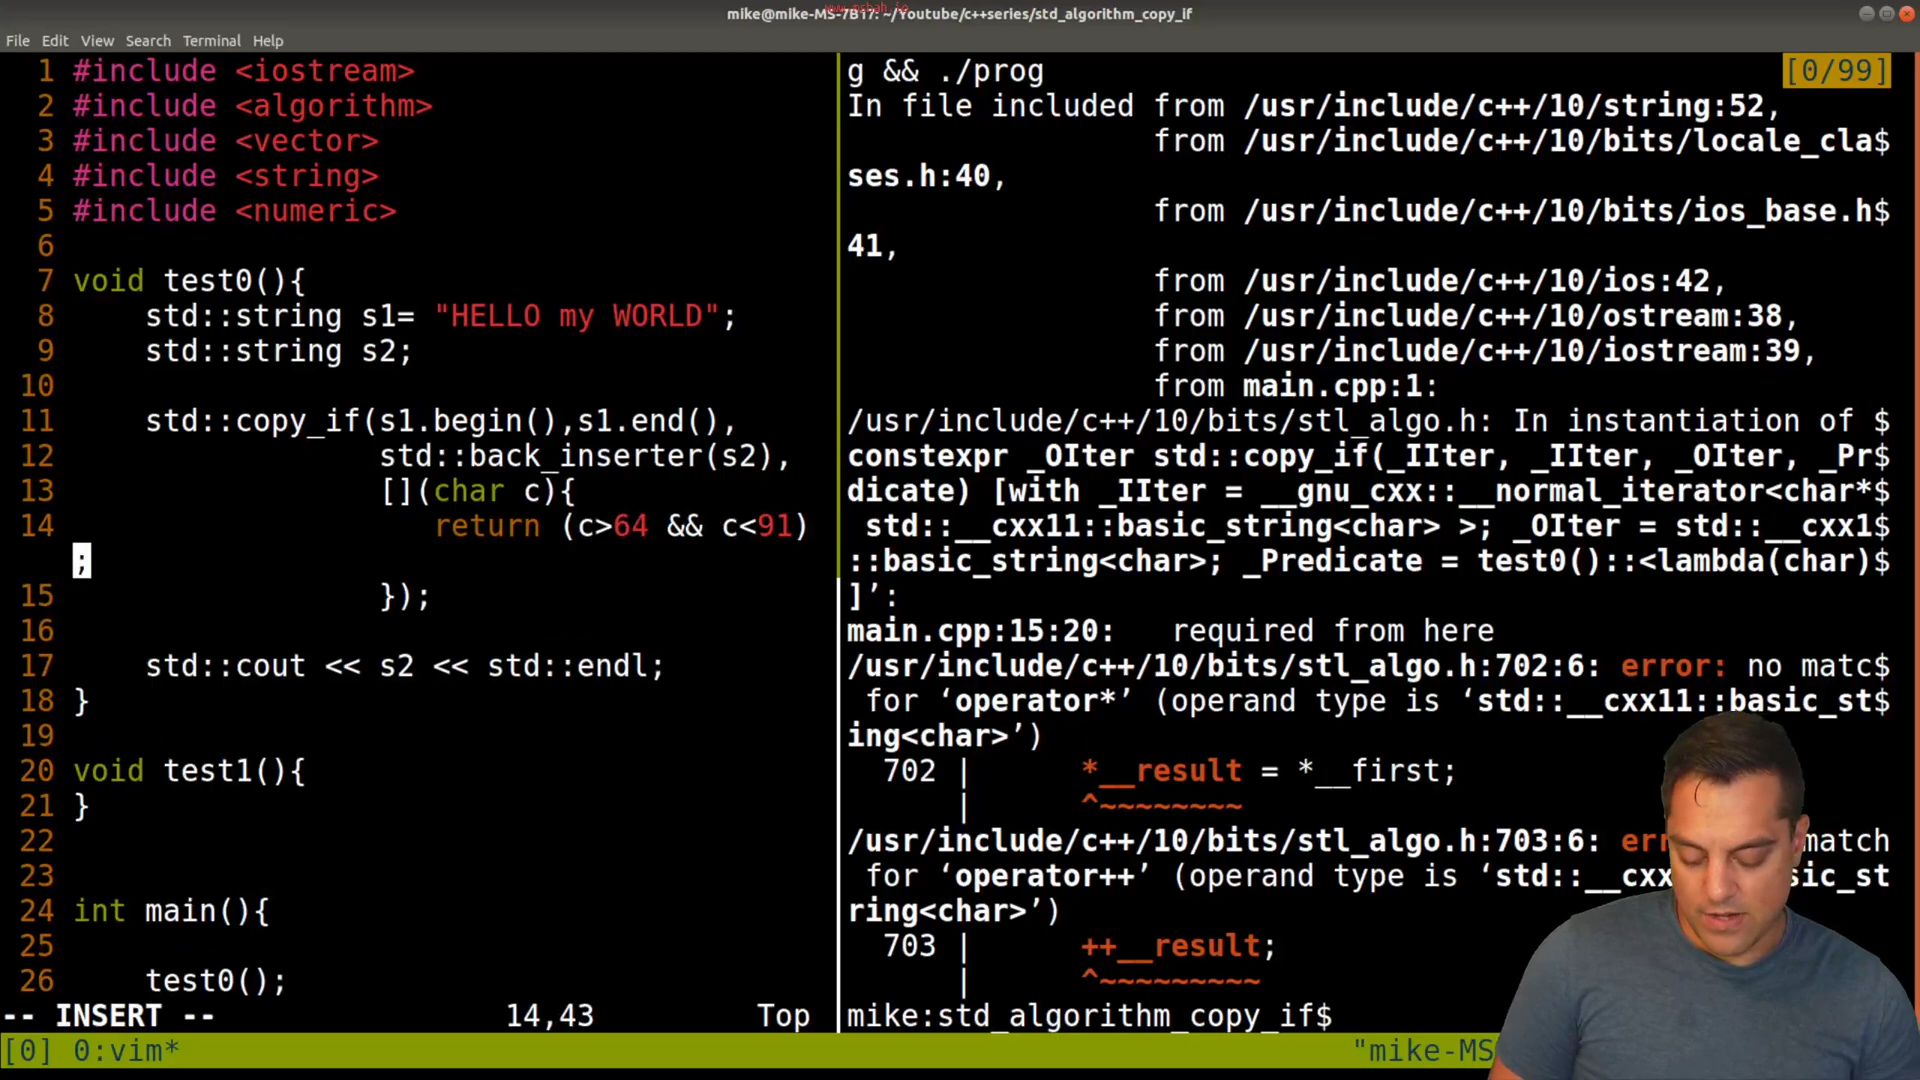 www.msbah.io
mike@mike-MS-7B17: ~/Youtube/c++series/std_algorithm_copy_if
File Edit View Search Terminal Help
1 #include <iostream>
2 #include <algorithm>
3 #include <vector>
4 #include <string>
5 #include <numeric>
6
7 void test0(){
8     std::string s1= "HELLO my WORLD";
9     std::string s2;
10
11     std::copy_if(s1.begin(),s1.end(),
12                  std::back_inserter(s2),
13                  [](char c){
14                     return (c>64 && c<91)
;
15                  });
16
17     std::cout << s2 << std::endl;
18 }
19
20 void test1(){
21 }
22
23
24 int main(){
25
26     test0();
-- INSERT -- 14,43 Top
g && ./prog [0/99]
In file included from /usr/include/c++/10/string:52,
from /usr/include/c++/10/bits/locale_cla$
ses.h:40,
from /usr/include/c++/10/bits/ios_base.h$
41,
from /usr/include/c++/10/ios:42,
from /usr/include/c++/10/ostream:38,
from /usr/include/c++/10/iostream:39,
from main.cpp:1:
/usr/include/c++/10/bits/stl_algo.h: In instantiation of $
constexpr _OIter std::copy_if(_IIter, _IIter, _OIter, _Pr$
dicate) [with _IIter = __gnu_cxx::__normal_iterator<char*$
 std::__cxx11::basic_string<char> >; _OIter = std::__cxx1$
::basic_string<char>; _Predicate = test0()::<lambda(char)$
]’:
main.cpp:15:20:   required from here
/usr/include/c++/10/bits/stl_algo.h:702:6: error: no matc$
 for ‘operator*’ (operand type is ‘std::__cxx11::basic_st$
ing<char>’)
702 |      *__result = *__first;
|      ^~~~~~~~~
/usr/include/c++/10/bits/stl_algo.h:703:6: match
 for ‘operator++’ (operand type is ‘std::__cxx
ring<char>’)
703 |      ++__result;
|      ^~~~~~~~~~
mike:std_algorithm_copy_if$
[0] 0:vim* "mike-MS